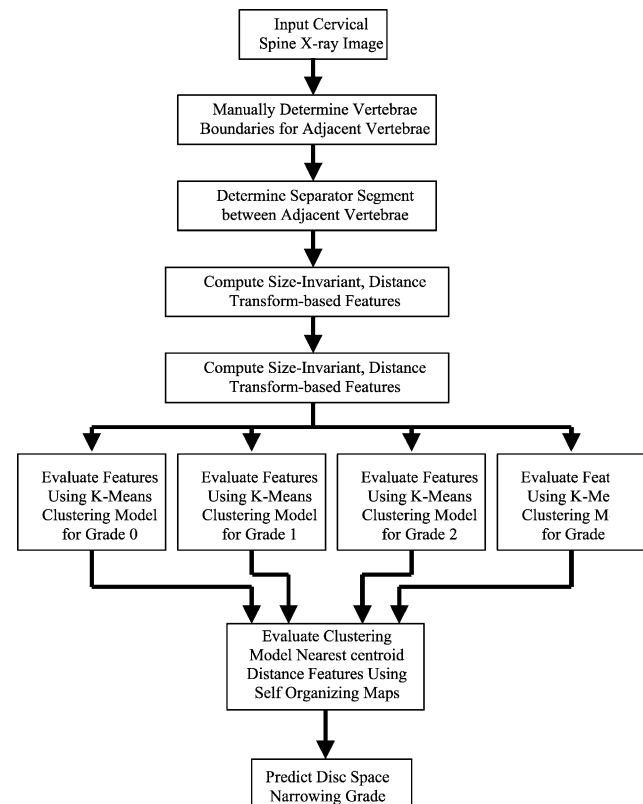 Input Cervical
Spine X-ray Image
Manually Determine Vertebrae
Boundaries for Adjacent Vertebrae
Determine Separator Segment
between Adjacent Vertebrae
Compute Size-Invariant, Distance
Transform-based Features
Compute Size-Invariant, Distance
Transform-based Features
Evaluate Features
Using K-Means
Clustering Model
for Grade 0
Evaluate Features
Using K-Means
Clustering Model
for Grade 1
Evaluate Features
Using K-Means
Clustering Model
for Grade 2
Evaluate Feat
Using K-Me
Clustering M
for Grade
Evaluate Clustering
Model Nearest centroid
Distance Features Using
Self Organizing Maps
Predict Disc Space
Narrowing Grade